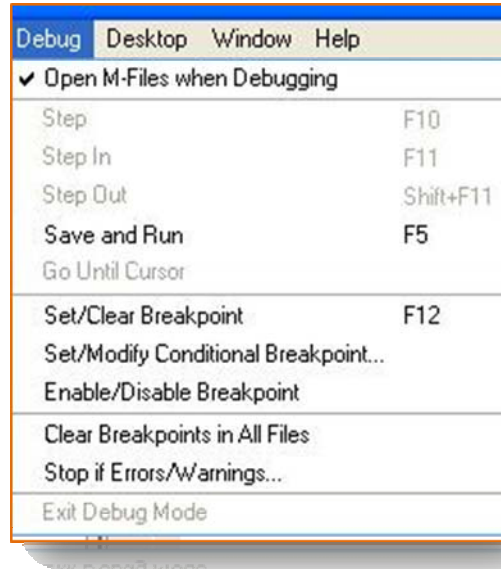 Debug Desktop Window Help
✔ Open M-Files when Debugging
Step F10
Step In F11
Step Out Shift+F11
Save and Run F5
Go Until Cursor
Set/Clear Breakpoint F12
Set/Modify Conditional Breakpoint...
Enable/Disable Breakpoint
Clear Breakpoints in All Files
Stop if Errors/Warnings...
Exit Debug Mode